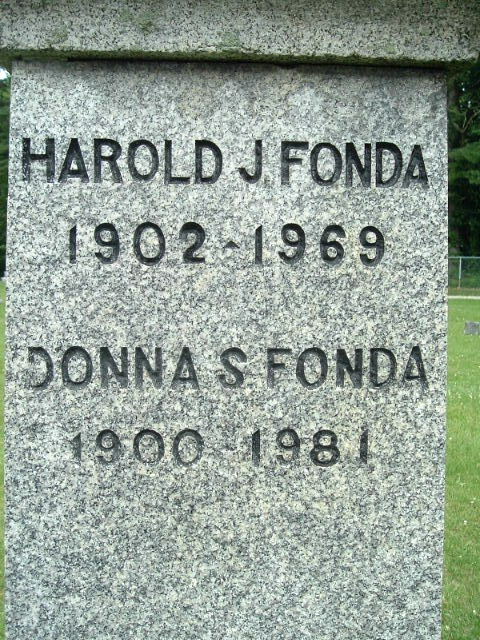 HAROLD J. FONDA
1902 - 1969
DONNA S FONDA
1900 - 1981